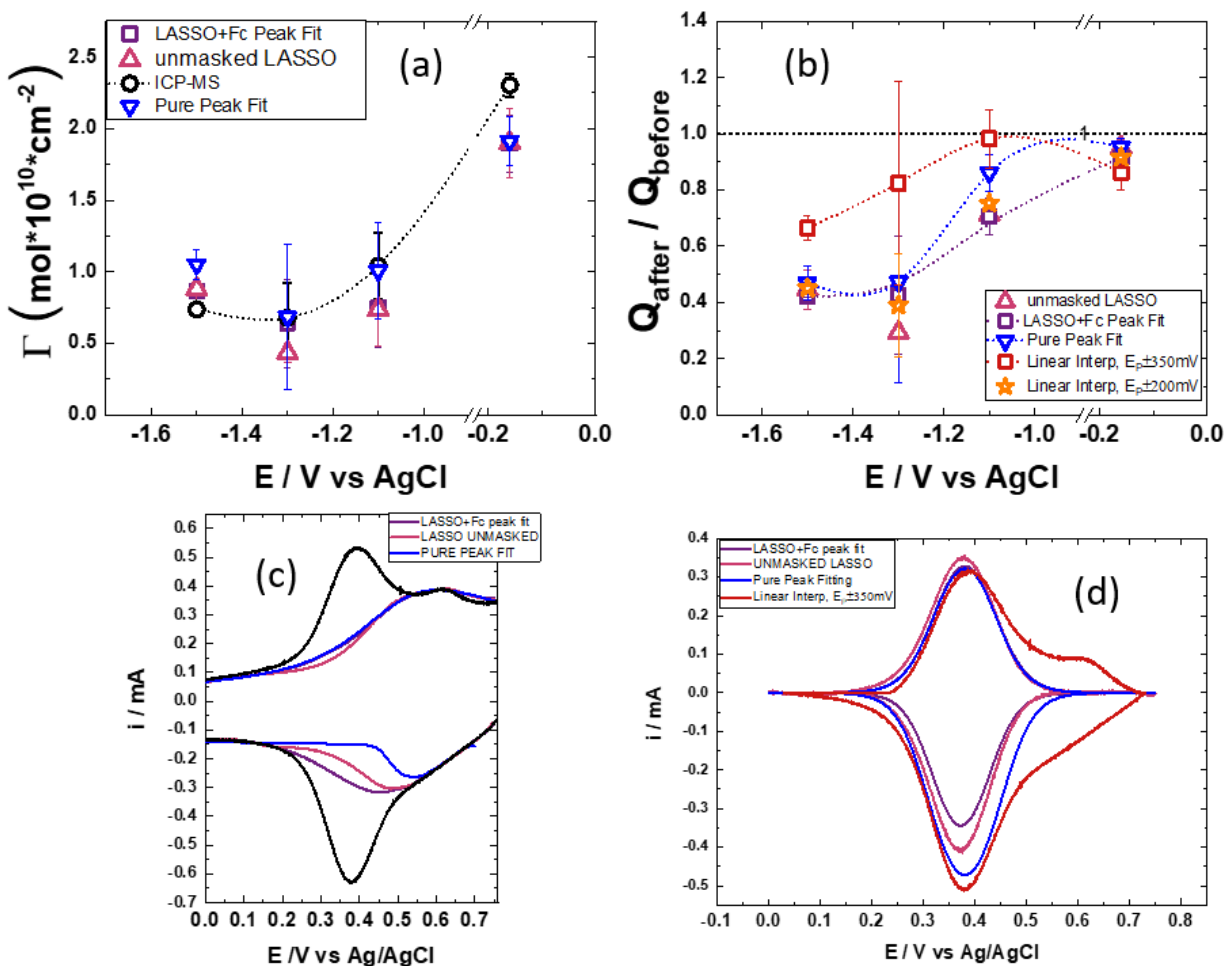 LASSO+Fc Peak Fit
unmasked LASSO
ICP-MS
Pure Peak Fit
(a)
Γ (mol*10¹⁰*cm⁻²)
2.5
2.0
1.5
1.0
0.5
0.0
-1.6 -1.4 -1.2 -1.0 -0.2 0.0
E / V vs AgCl
(b)
Q_after / Q_before
1.4
1.2
1.0
0.8
0.6
0.4
0.2
0.0
1
unmasked LASSO
LASSO+Fc Peak Fit
Pure Peak Fit
Linear Interp, E_P±350mV
Linear Interp, E_P±200mV
-1.6 -1.4 -1.2 -1.0 -0.2 0.0
E / V vs AgCl
LASSO+Fc peak fit
LASSO UNMASKED
PURE PEAK FIT
(c)
i / mA
0.6
0.5
0.4
0.3
0.2
0.1
0.0
-0.1
-0.2
-0.3
-0.4
-0.5
-0.6
-0.7
0.0 0.1 0.2 0.3 0.4 0.5 0.6 0.7
E /V vs Ag/AgCl
LASSO+Fc peak fit
UNMASKED LASSO
Pure Peak Fitting
Linear Interp, E_P±350mV
(d)
i / mA
0.4
0.3
0.2
0.1
0.0
-0.1
-0.2
-0.3
-0.4
-0.5
-0.1 0.0 0.1 0.2 0.3 0.4 0.5 0.6 0.7 0.8
E / V vs Ag/AgCl